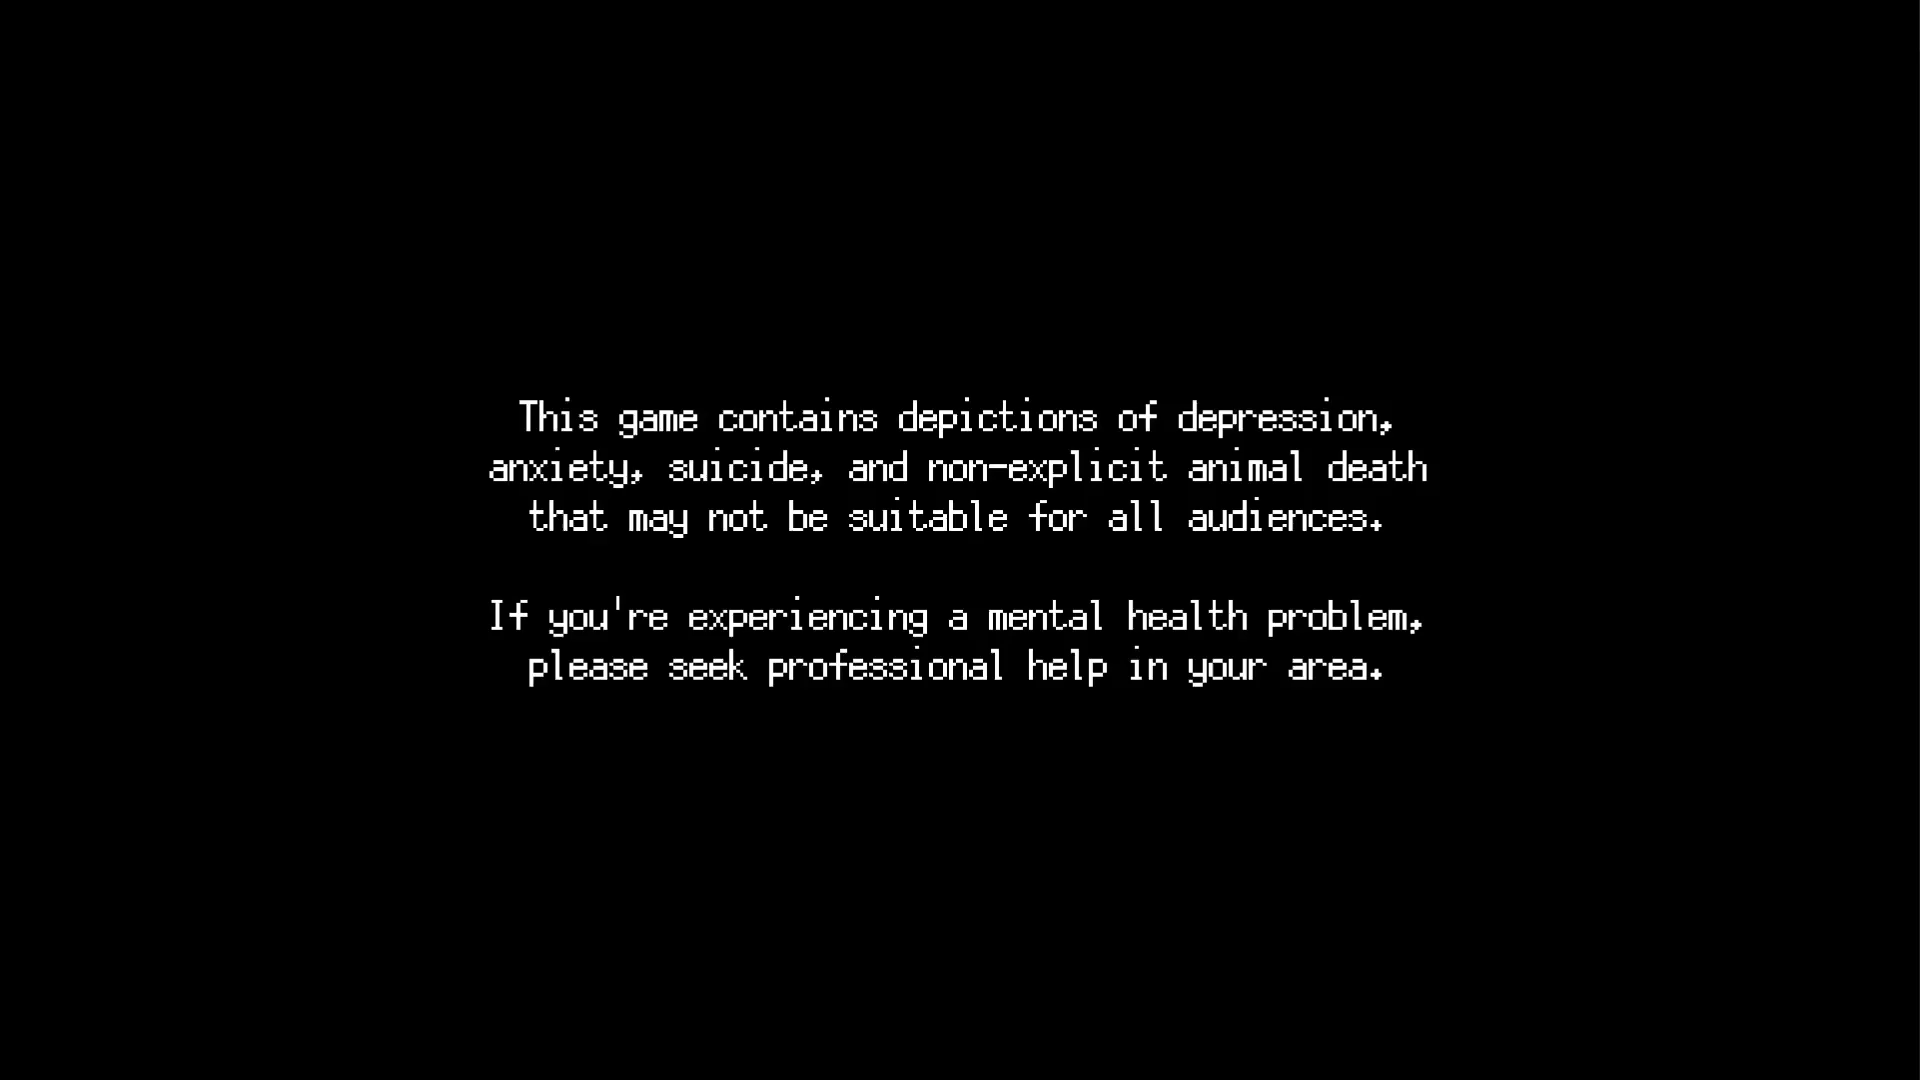 This game contains depictions of depression,
anxiety, suicide, and non-explicit animal death
that may not be suitable for all audiences.
If you're experiencing a mental health problem,
please seek professional help in your area.